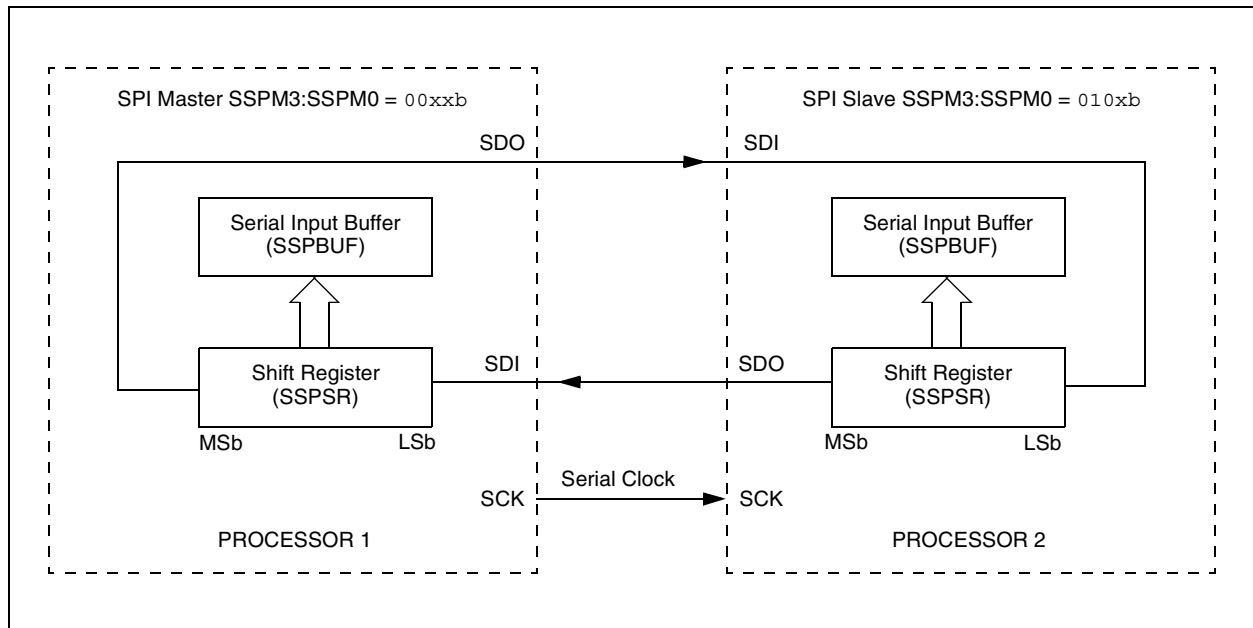 SPI Master SSPM3:SSPM0 = 00xxb
SPI Slave SSPM3:SSPM0 = 010xb
SDO
SDI
Serial Input Buffer
(SSPBUF)
Serial Input Buffer
(SSPBUF)
Shift Register
(SSPSR)
SDI
SDO
Shift Register
(SSPSR)
MSb
LSb
MSb
LSb
Serial Clock
SCK
SCK
PROCESSOR 1
PROCESSOR 2